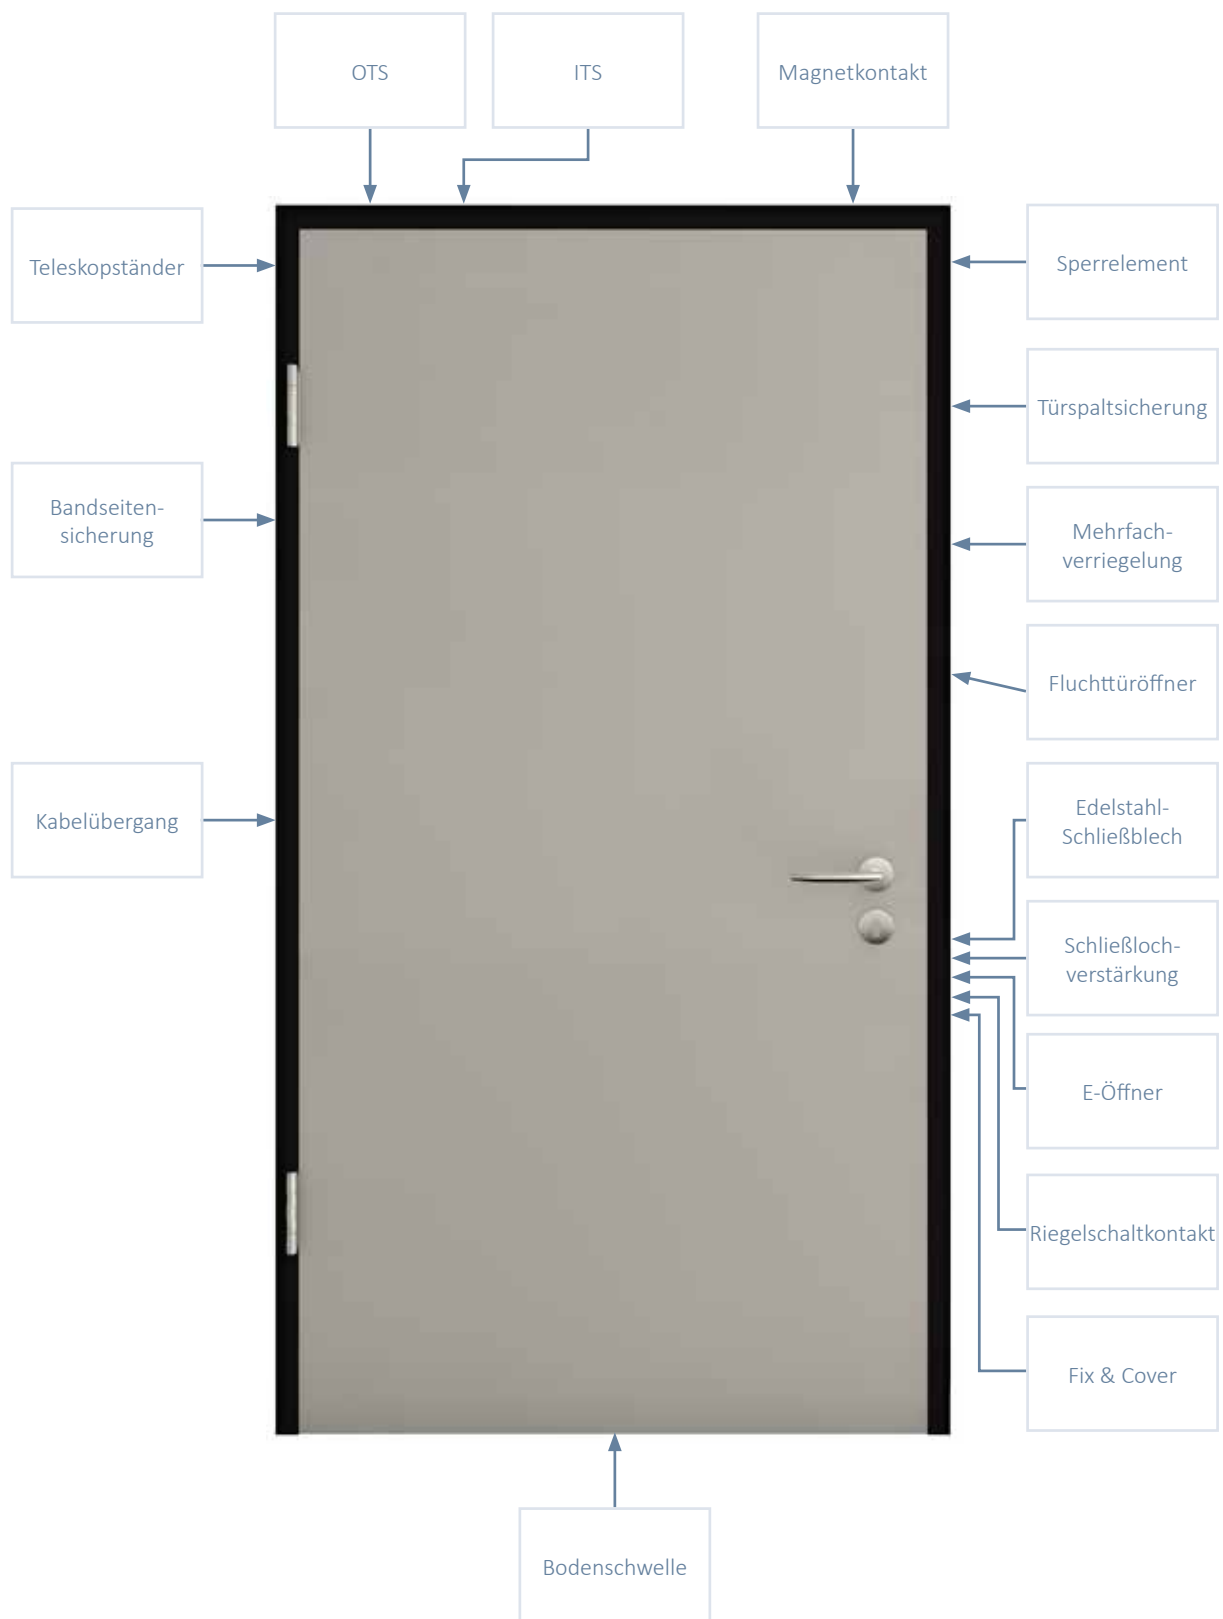 OTS
ITS
Magnetkontakt
Teleskopständer
Sperrelement
Türspaltsicherung
Bandseiten-
sicherung
Mehrfach-
verriegelung
Fluchttüröffner
Kabelübergang
Edelstahl-
Schließblech
Schließloch-
verstärkung
E-Öffner
Riegelschaltkontakt
Fix & Cover
Bodenschwelle